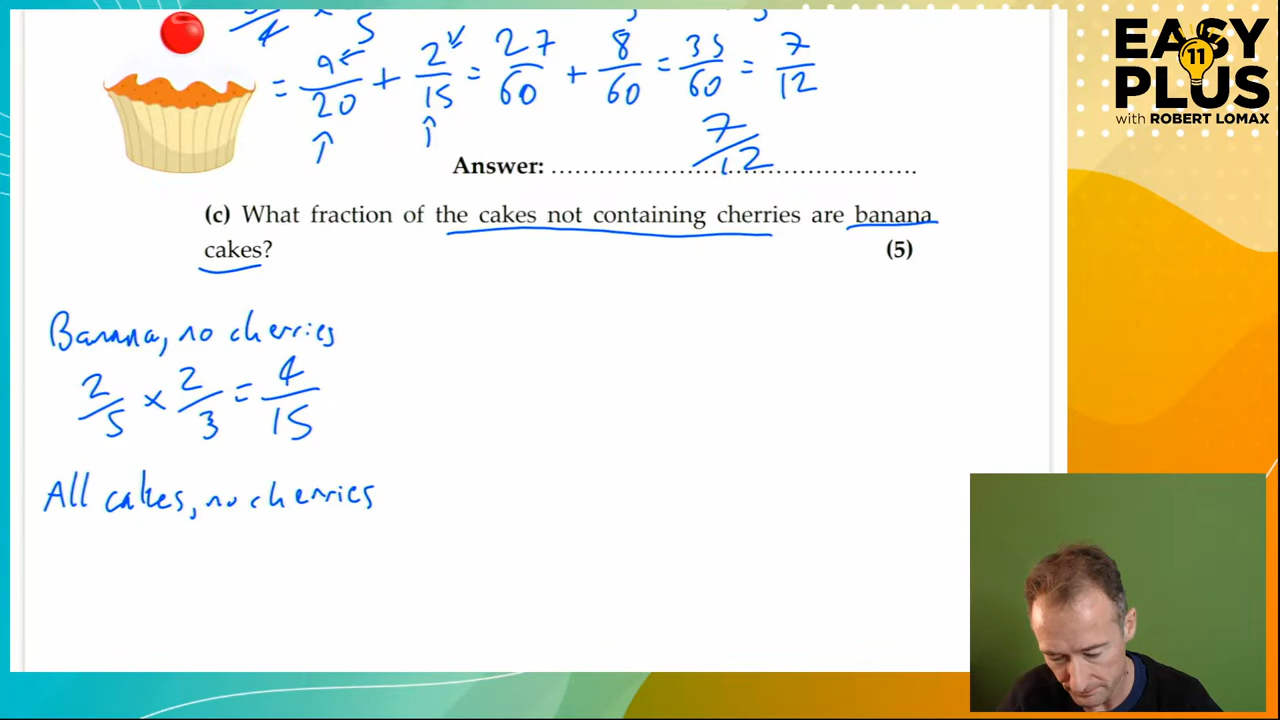 EASY
11
PLUS
with ROBERT LOMAX
4 5
= 9/20 + 2/15 = 27/60 + 8/60 = 35/60 = 7/12
7/12
Answer: ..........................................
(c) What fraction of the cakes not containing cherries are banana
cakes? (5)
Banana, no cherries
2/5 × 2/3 = 4/15
All cakes, no cherries